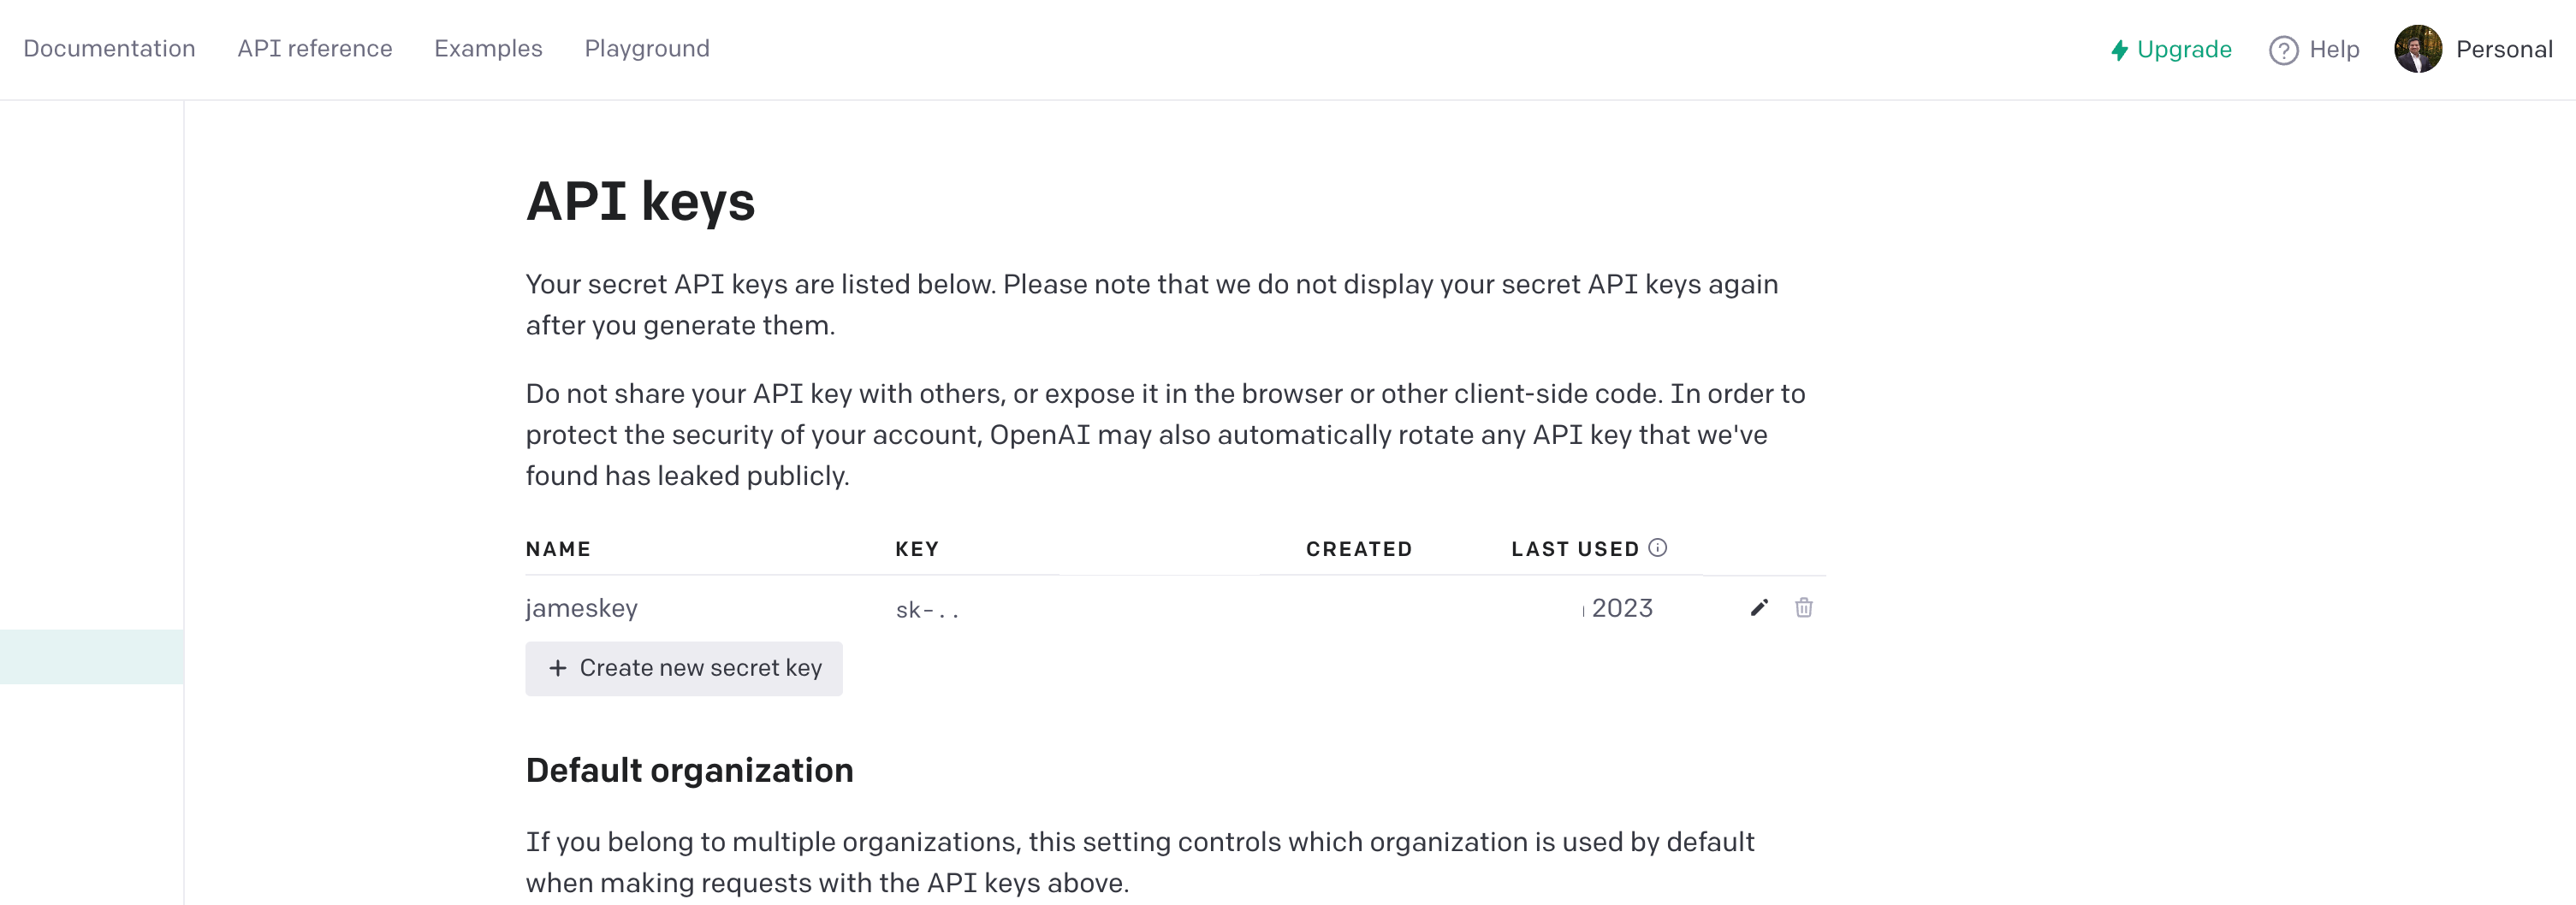 Documentation API reference Examples Playground Upgrade Help Personal
API keys
Your secret API keys are listed below. Please note that we do not display your secret API keys again
after you generate them.
Do not share your API key with others, or expose it in the browser or other client-side code. In order to
protect the security of your account, OpenAI may also automatically rotate any API key that we've
found has leaked publicly.
NAME KEY CREATED LAST USED
jameskey sk-.. 2023
+ Create new secret key
Default organization
If you belong to multiple organizations, this setting controls which organization is used by default
when making requests with the API keys above.